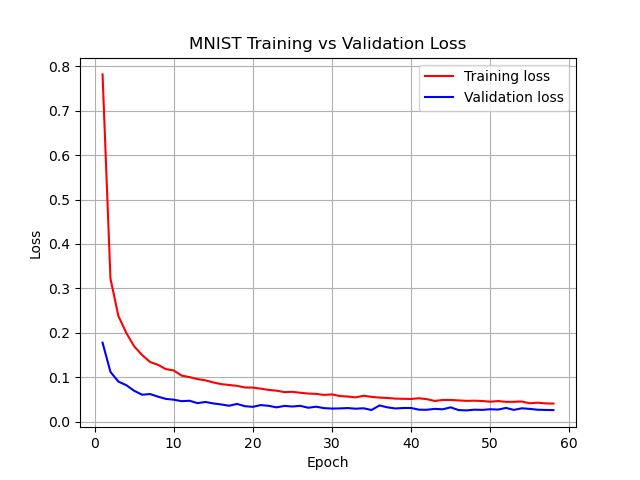 MNIST Training vs Validation Loss
Training loss
Validation loss
Loss
0.8
0.7
0.6
0.5
0.4
0.3
0.2
0.1
0.0
0 10 20 30 40 50 60
Epoch